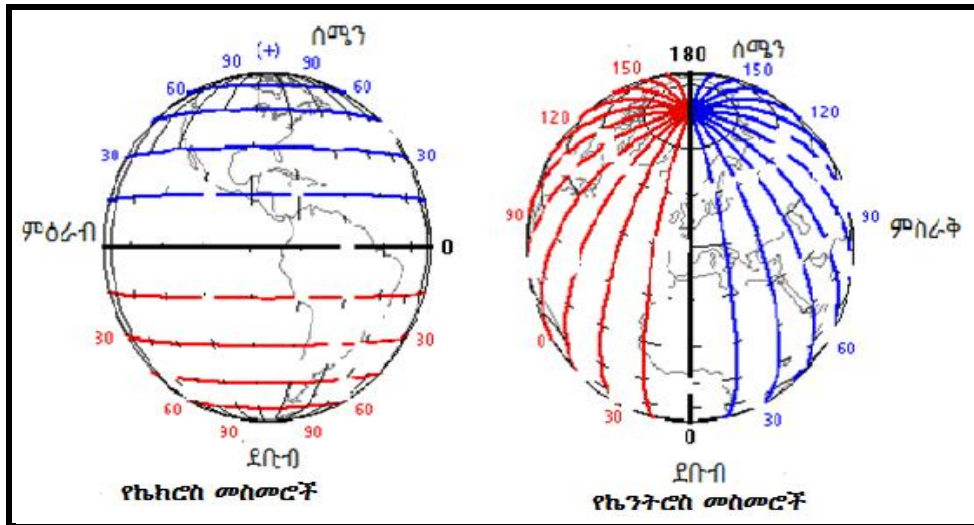 ሰሜን
90 (+) 90
60 60
30 30
ምዕራብ 0
30 30
60 60
90 90
ደቡብ
የኬክሮስ መስመሮች
180 ሰሜን
150 150
120 120
90 90 ምስራቅ
0 60
30 30
0
ደቡብ
የኬንትሮስ መስመሮች